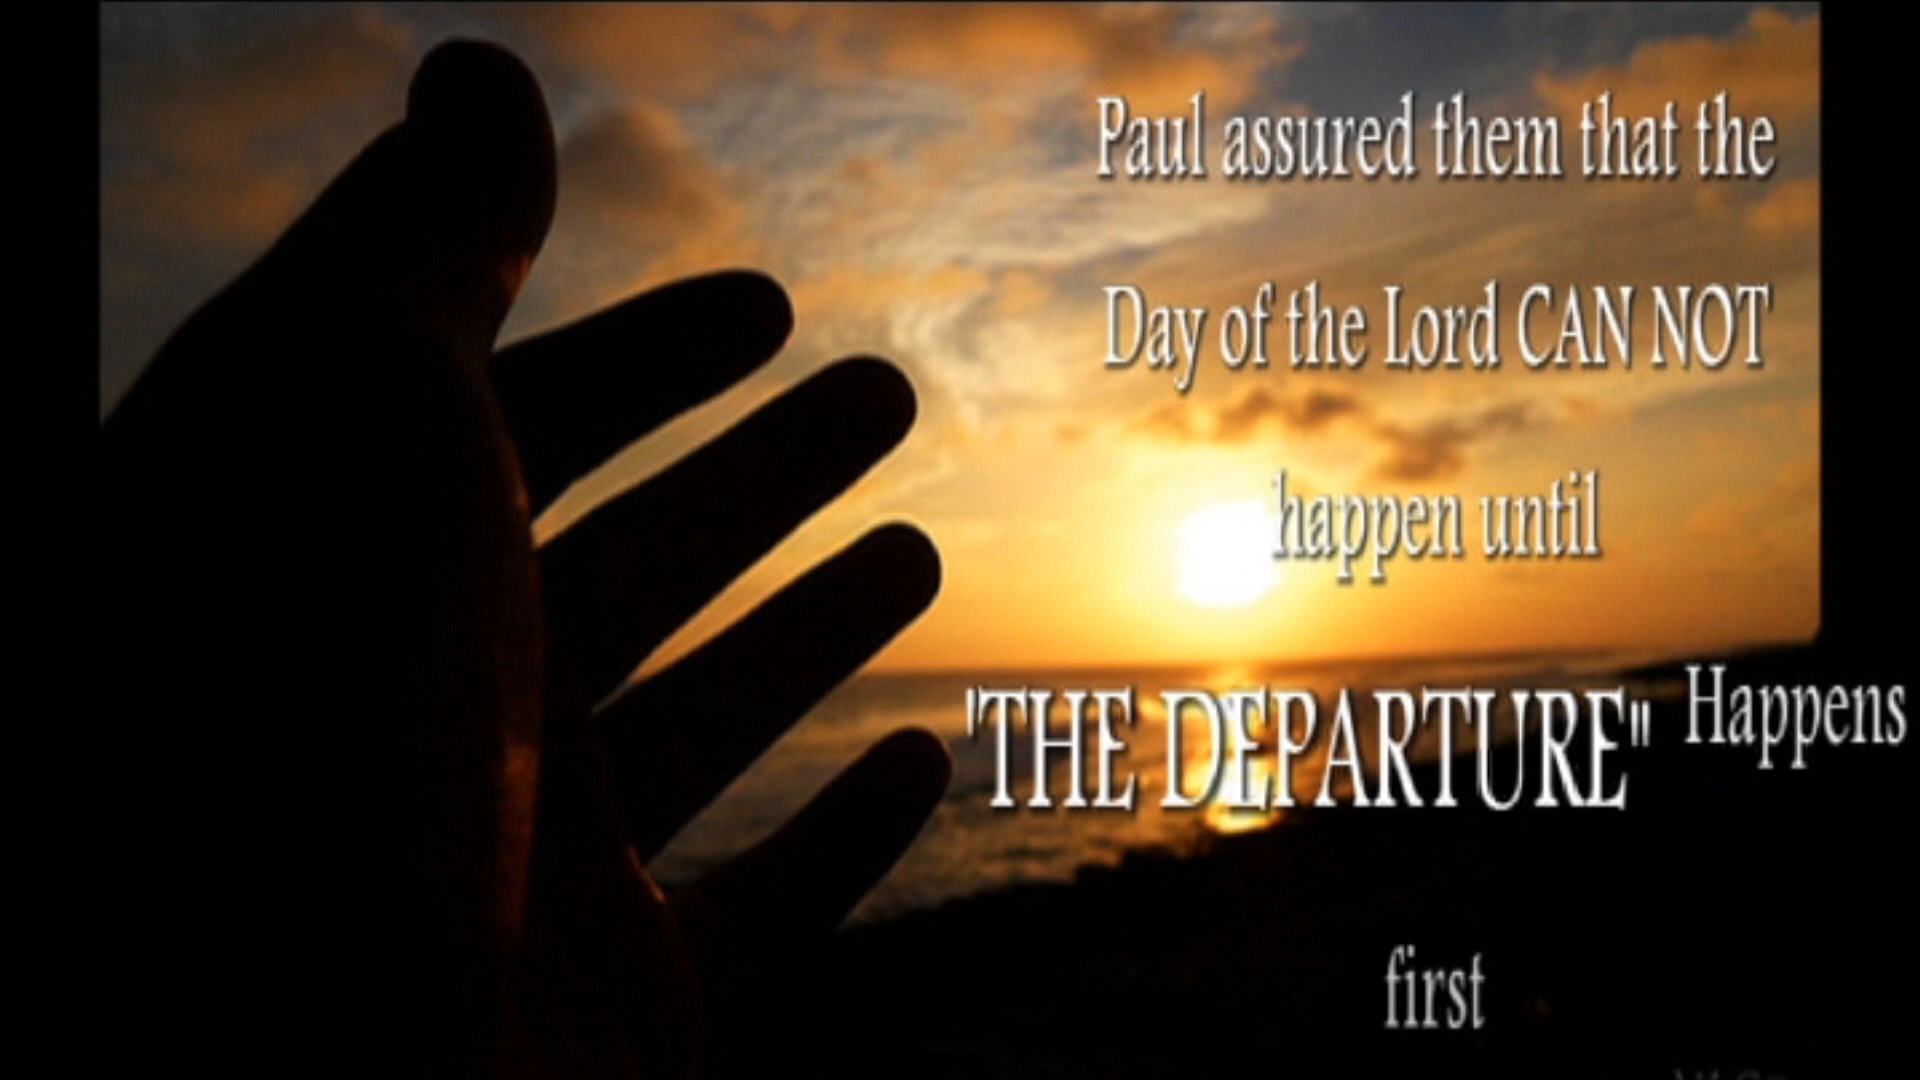 Paul assured them that the
Day of the Lord CAN NOT
happen until
'THE DEPARTURE" Happens
first